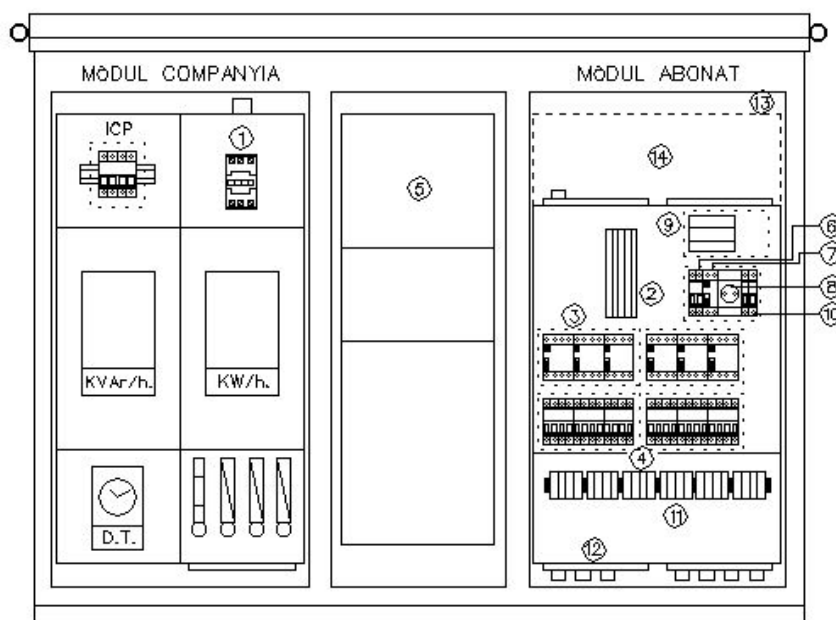 MÒDUL COMPANYIA
MÒDUL ABONAT
13
ICP
1
14
5
9
6
7
2
8
10
3
KVAr/h.
KW/h.
4
11
D.T.
12